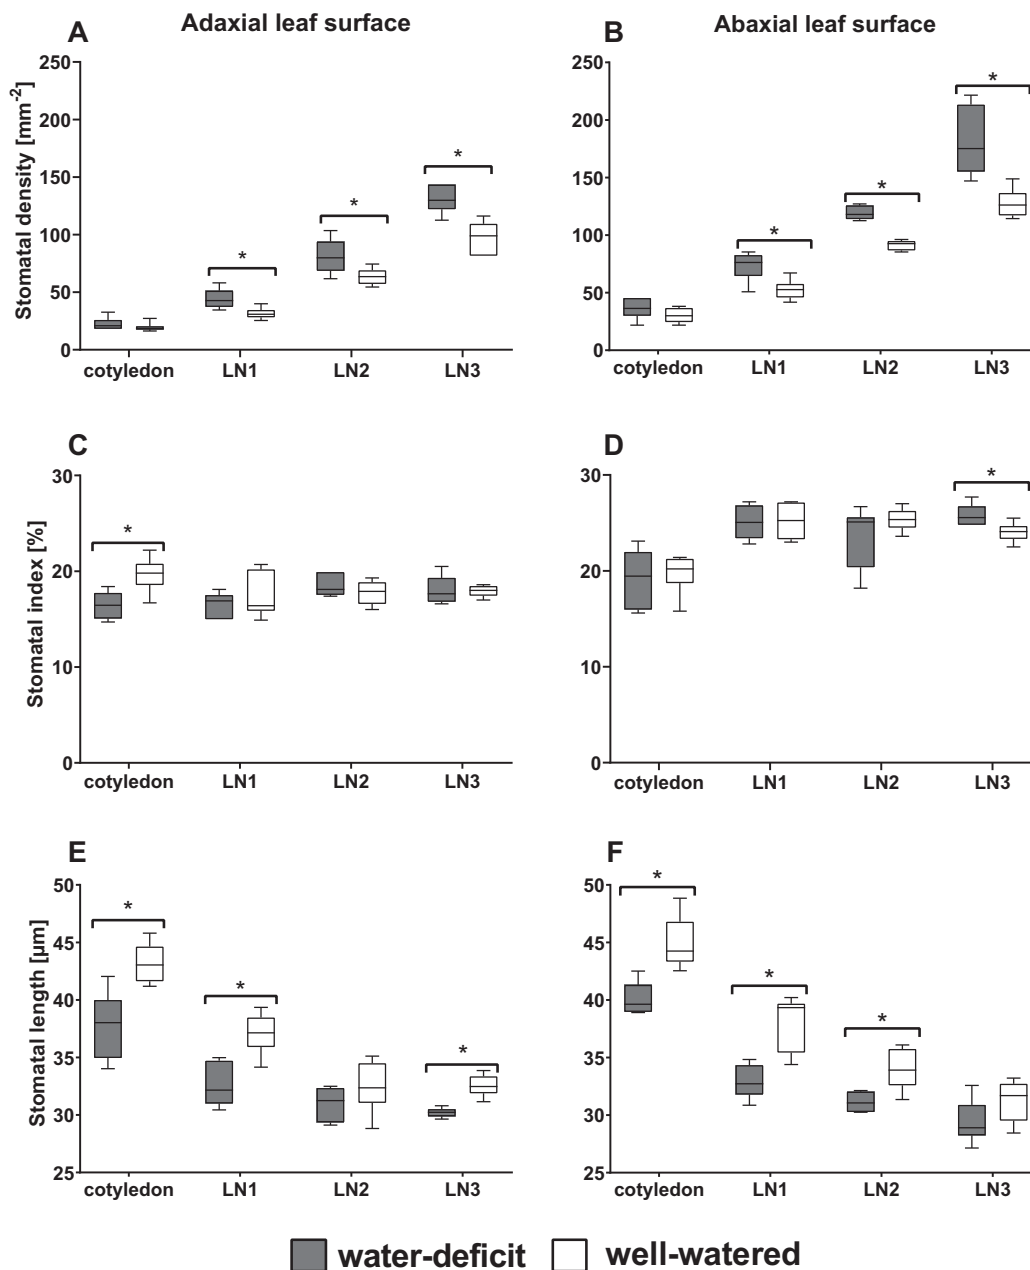 Adaxial leaf surface
Abaxial leaf surface
A
Stomatal density [mm⁻²]
250
200
150
100
50
0
*
*
*
cotyledon LN1 LN2 LN3
B
250
200
150
100
50
0
*
*
*
cotyledon LN1 LN2 LN3
C
Stomatal index [%]
30
20
10
0
*
cotyledon LN1 LN2 LN3
D
30
20
10
0
*
cotyledon LN1 LN2 LN3
E
Stomatal length [µm]
50
45
40
35
30
25
*
*
*
cotyledon LN1 LN2 LN3
F
50
45
40
35
30
25
*
*
*
cotyledon LN1 LN2 LN3
water-deficit well-watered